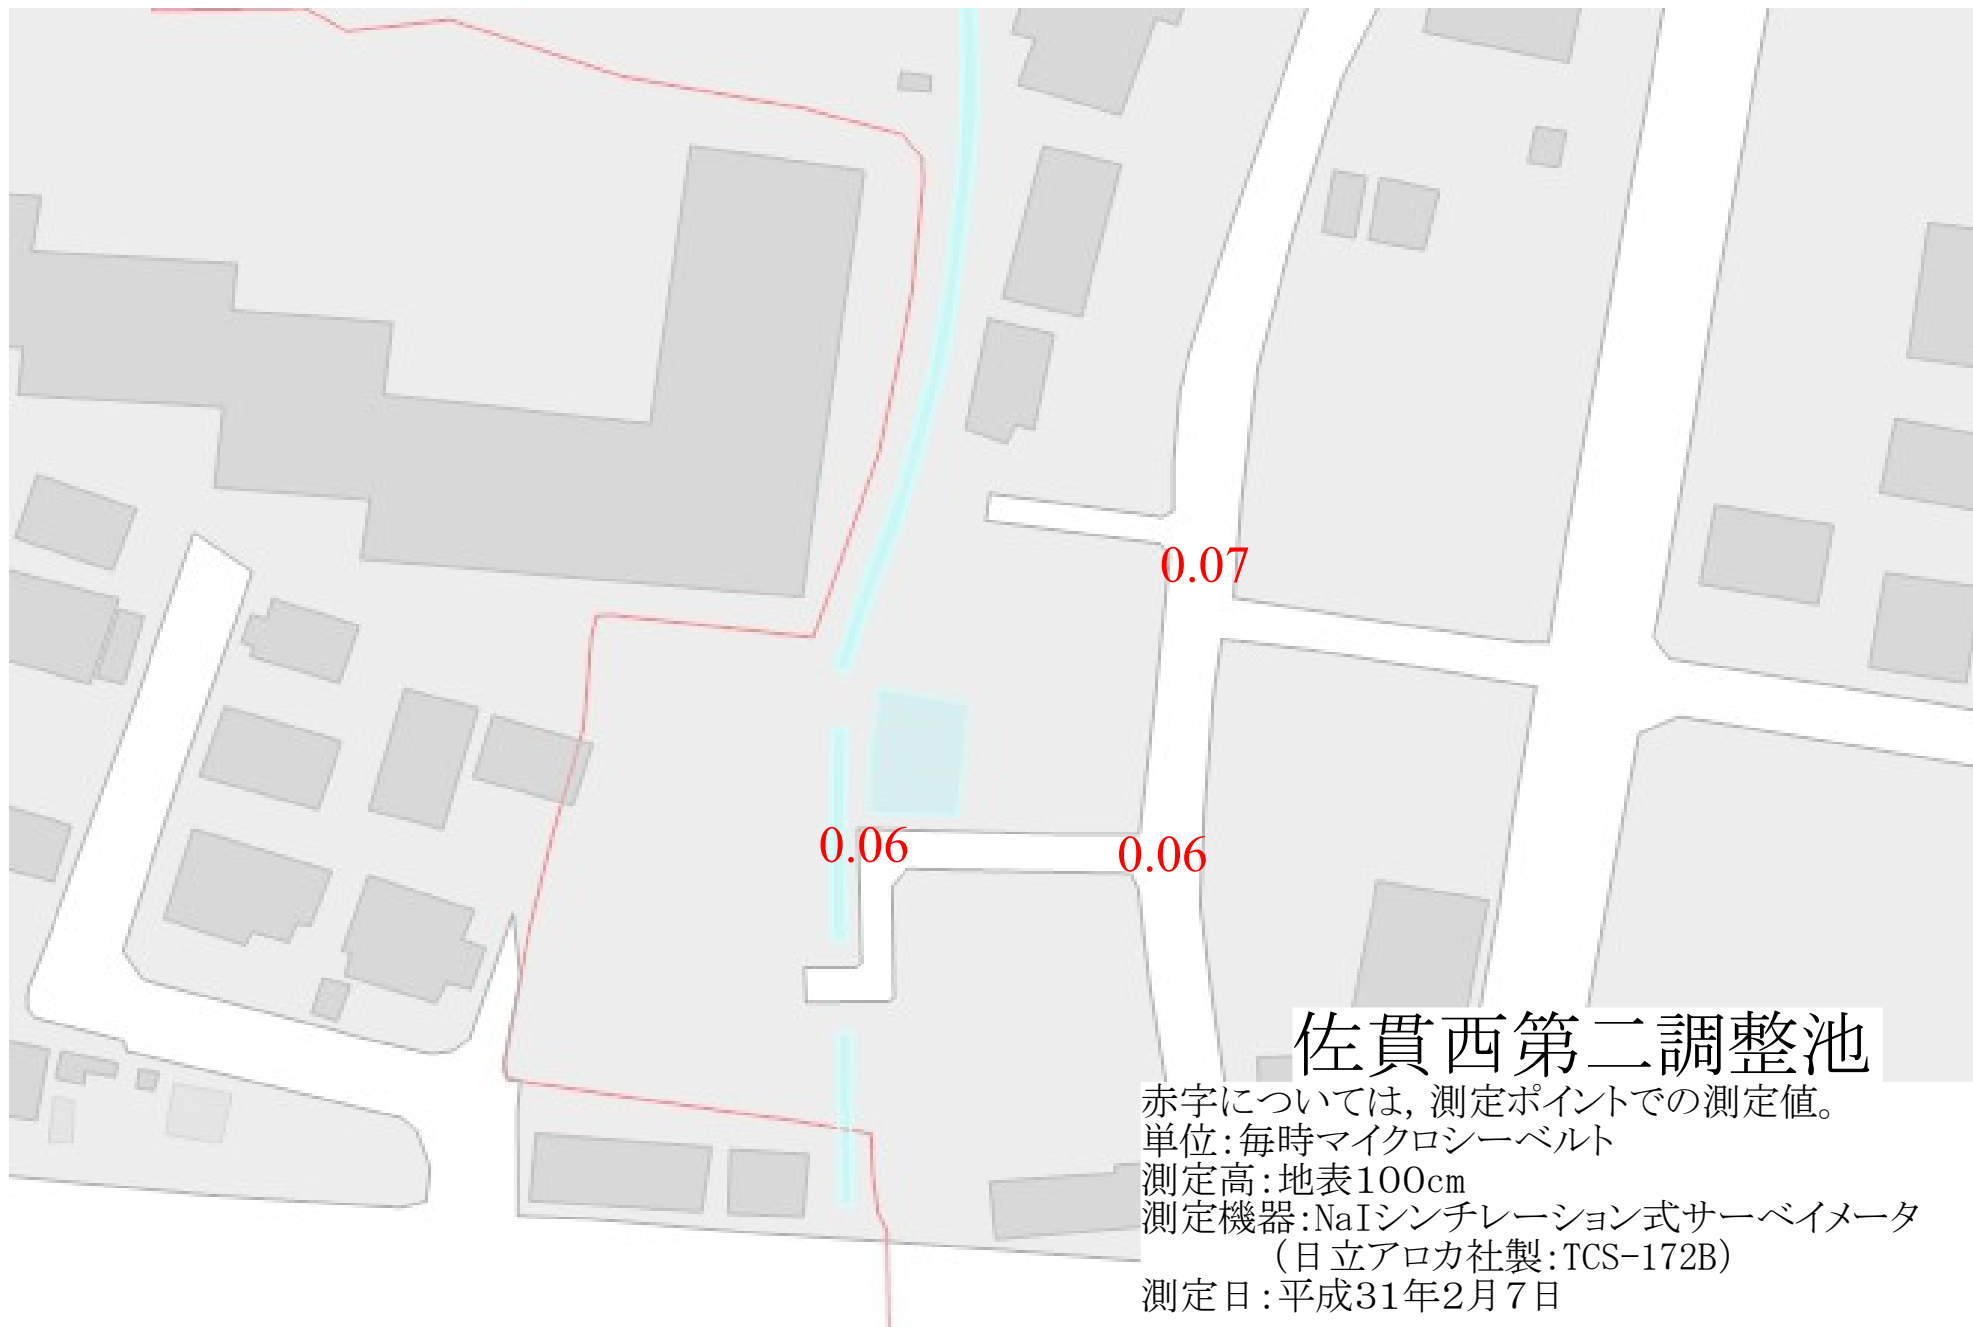 0.07
0.06
0.06
佐貫西第二調整池
赤字については，測定ポイントでの測定値。
単位：毎時マイクロシーベルト
測定高：地表１００cm
測定機器：NaIシンチレーション式サーベイメータ
（日立アロカ社製：TCS-172B）
測定日：平成３１年２月７日